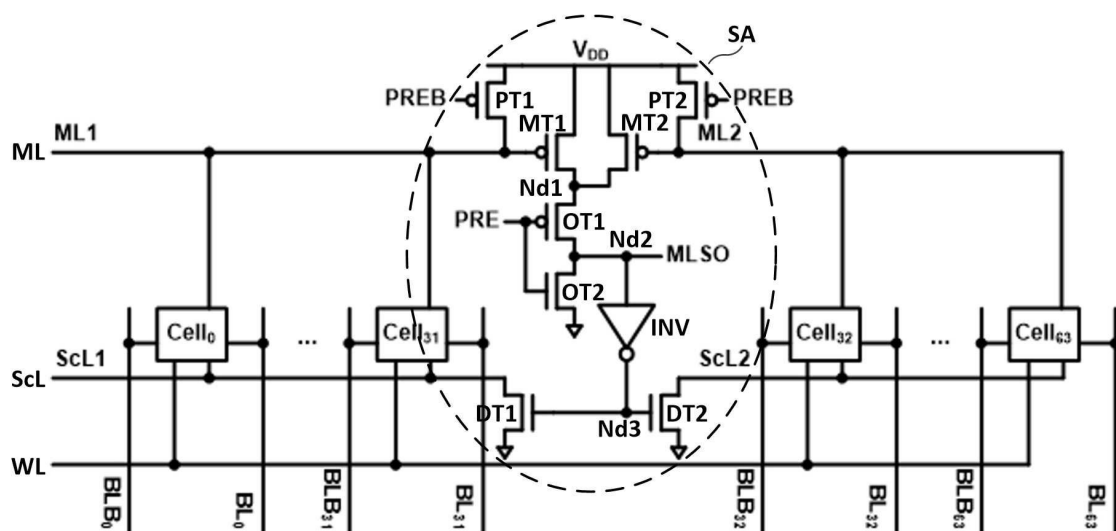 SA
VDD
PREB PT1 PT2 PREB
ML1 MT1 MT2 ML2
ML
Nd1
PRE OT1
Nd2 MLSO
OT2
Cell0 ... Cell31 INV Cell32 ... Cell63
ScL1 ScL2
ScL
DT1 DT2
Nd3
WL
BLB0 BL0 BLB31 BL31 BLB32 BL32 BLB63 BL63